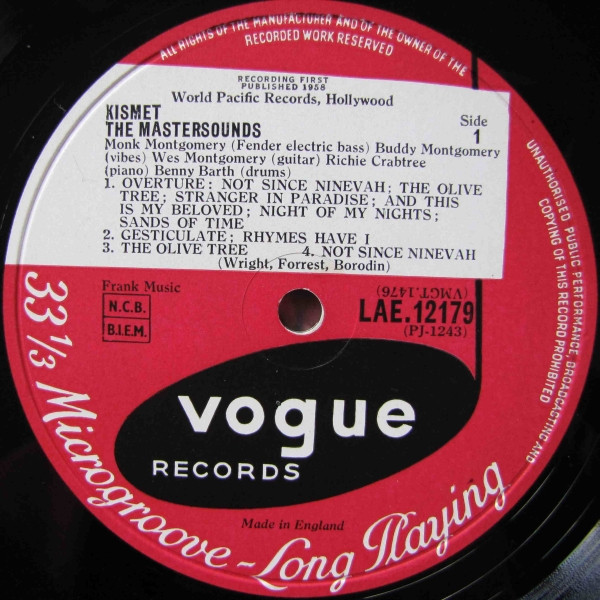 ALL RIGHTS OF THE MANUFACTURER AND OF THE OWNER OF THE
RECORDED WORK RESERVED
RECORDING FIRST
PUBLISHED 1958
World Pacific Records, Hollywood
KISMET
THE MASTERSOUNDS
Side
1
Monk Montgomery (Fender electric bass) Buddy Montgomery
(vibes) Wes Montgomery (guitar) Richie Crabtree
(piano) Benny Barth (drums)
1. OVERTURE: NOT SINCE NINEVAH; THE OLIVE
TREE; STRANGER IN PARADISE; AND THIS
IS MY BELOVED; NIGHT OF MY NIGHTS;
SANDS OF TIME
2. GESTICULATE; RHYMES HAVE I
3. THE OLIVE TREE 4. NOT SINCE NINEVAH
(Wright, Forrest, Borodin)
Frank Music
N.C.B.
B.I.E.M.
(VMGT.1476)
LAE.12179
(PJ-1243)
UNAUTHORISED PUBLIC PERFORMANCE, BROADCASTING AND
COPYING OF THIS RECORD PROHIBITED
vogue
RECORDS
Made in England
33 1/3 Microgroove - Long Playing